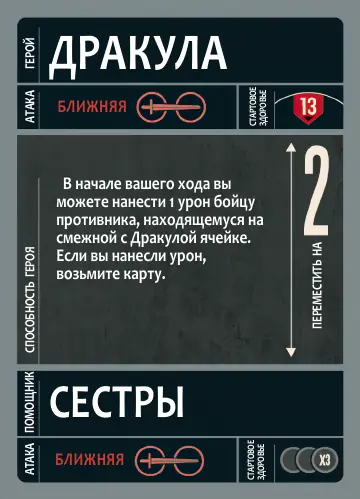 ГЕРОЙ
ДРАКУЛА
АТАКА
БЛИЖНЯЯ
СТАРТОВОЕ
ЗДОРОВЬЕ
13
СПОСОБНОСТЬ ГЕРОЯ
В начале вашего хода вы
можете нанести 1 урон бойцу
противника, находящемуся на
смежной с Дракулой ячейке.
Если вы нанесли урон,
возьмите карту.
ПЕРЕМЕСТИТЬ НА
2
ПОМОЩНИК
СЕСТРЫ
АТАКА
БЛИЖНЯЯ
СТАРТОВОЕ
ЗДОРОВЬЕ
X3